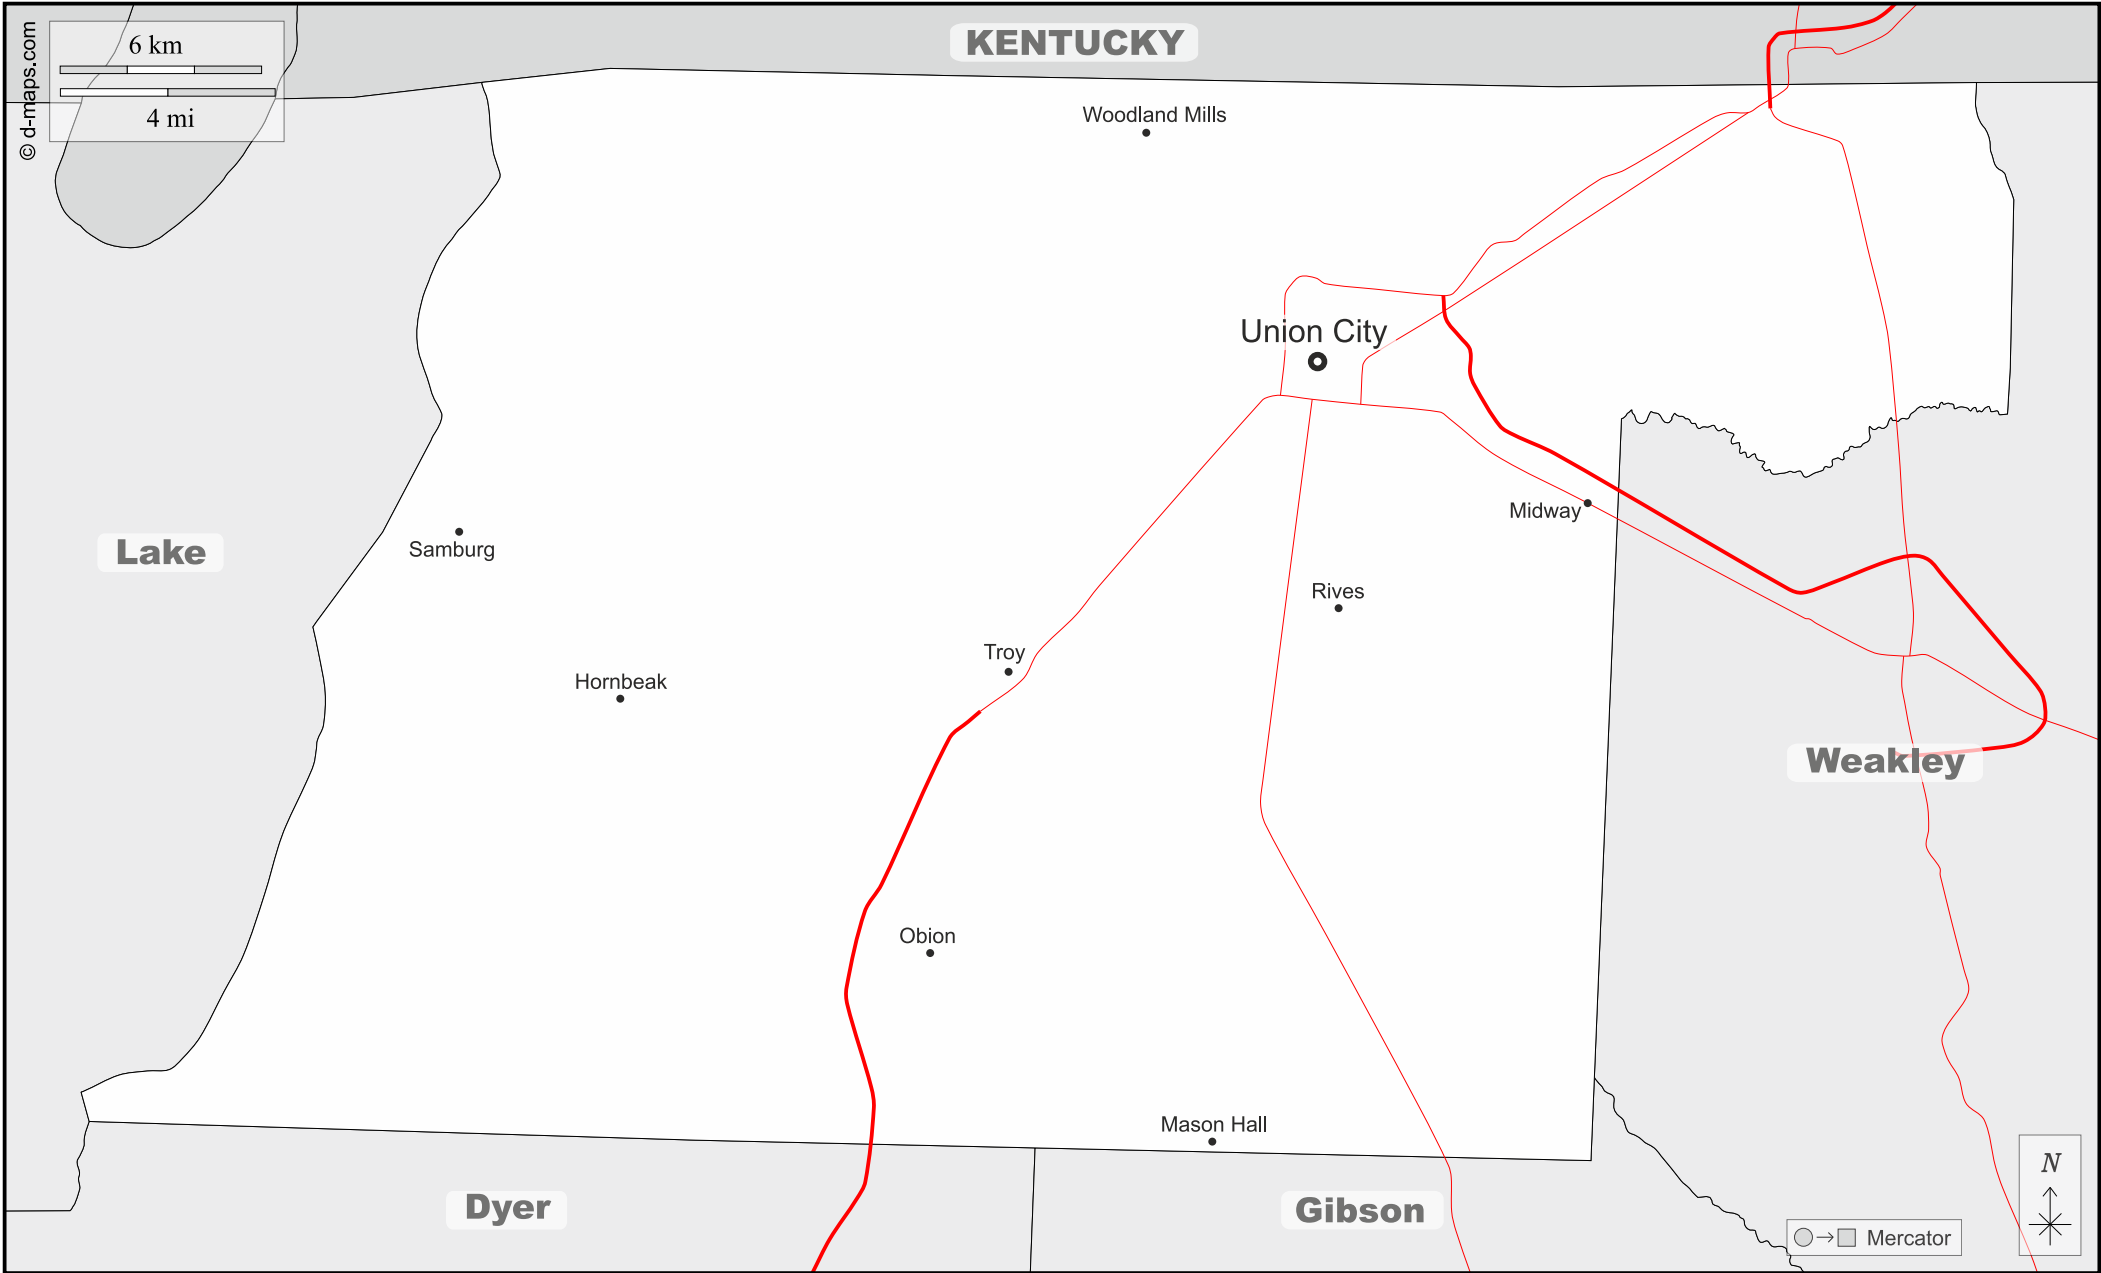 © d-maps.com
6 km
4 mi
KENTUCKY
Woodland Mills
Union City
Midway
Lake
Samburg
Rives
Troy
Hornbeak
Weakley
Obion
Mason Hall
N
Dyer
Gibson
Mercator